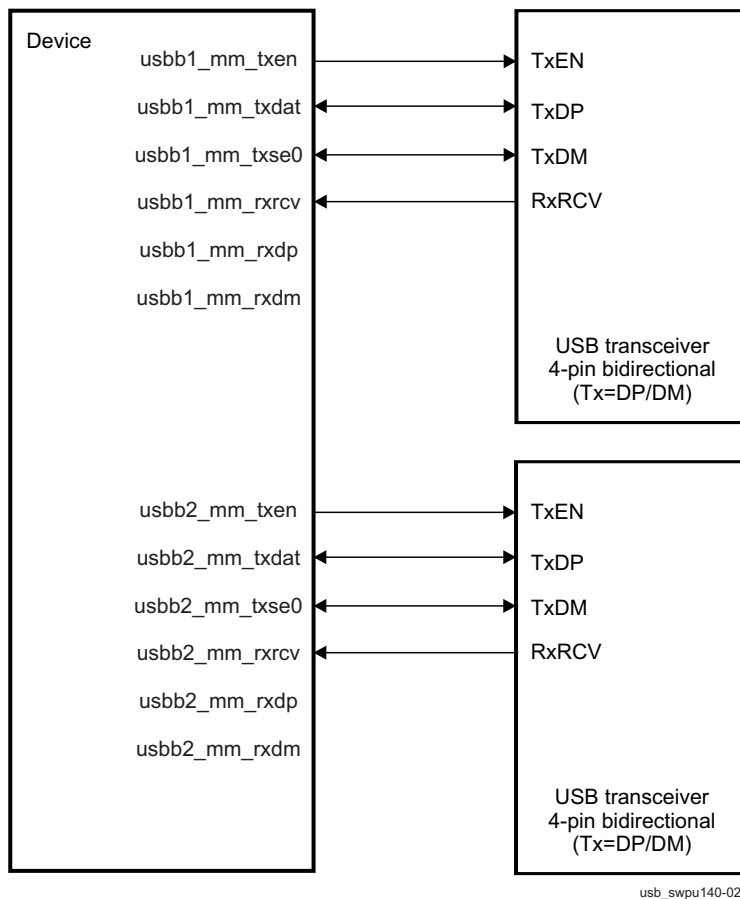 Device
usbb1_mm_txen
usbb1_mm_txdat
usbb1_mm_txse0
usbb1_mm_rxrcv
usbb1_mm_rxdp
usbb1_mm_rxdm
TxEN
TxDP
TxDM
RxRCV
USB transceiver
4-pin bidirectional
(Tx=DP/DM)
usbb2_mm_txen
usbb2_mm_txdat
usbb2_mm_txse0
usbb2_mm_rxrcv
usbb2_mm_rxdp
usbb2_mm_rxdm
TxEN
TxDP
TxDM
RxRCV
USB transceiver
4-pin bidirectional
(Tx=DP/DM)
usb_swpu140-02